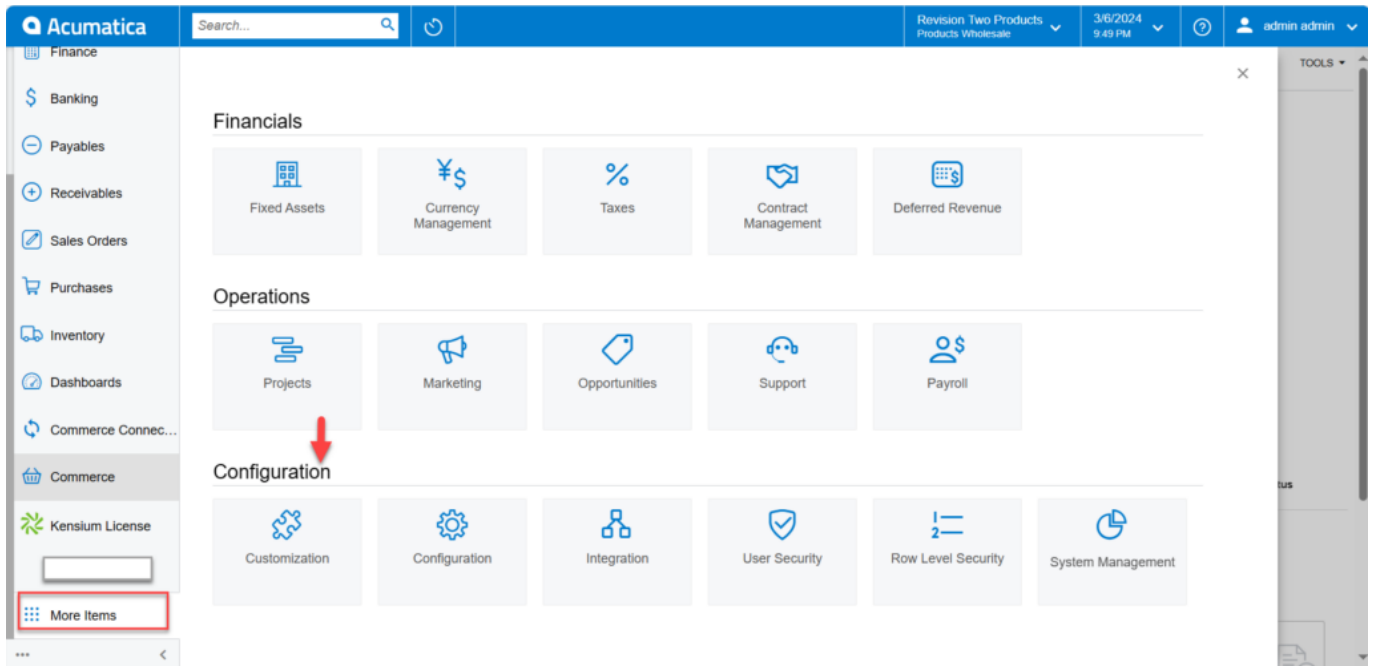 Acumatica
Search...
Revision Two Products
Products Wholesale
3/6/2024
9:49 PM
admin admin
Finance
Banking
Payables
Receivables
Sales Orders
Purchases
Inventory
Dashboards
Commerce Connec...
Commerce
Kensium License
More Items
TOOLS
Financials
Fixed Assets
Currency
Management
Taxes
Contract
Management
Deferred Revenue
Operations
Projects
Marketing
Opportunities
Support
Payroll
Configuration
Customization
Configuration
Integration
User Security
Row Level Security
System Management
tus